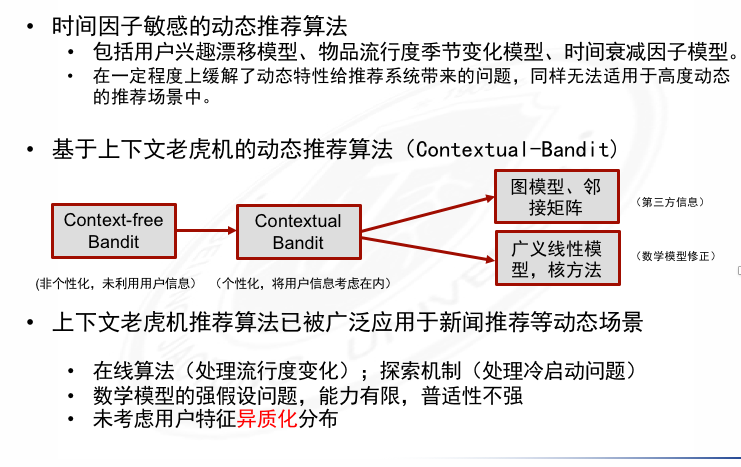 • 时间因子敏感的动态推荐算法
• 包括用户兴趣漂移模型、物品流行度季节变化模型、时间衰减因子模型。
• 在一定程度上缓解了动态特性给推荐系统带来的问题，同样无法适用于高度动态
的推荐场景中。
• 基于上下文老虎机的动态推荐算法（Contextual-Bandit）
Context-free
Bandit
(非个性化，未利用用户信息）
Contextual
Bandit
（个性化，将用户信息考虑在内）
图模型、邻
接矩阵
（第三方信息）
广义线性模
型，核方法
（数学模型修正）
• 上下文老虎机推荐算法已被广泛应用于新闻推荐等动态场景
• 在线算法（处理流行度变化）；探索机制（处理冷启动问题）
• 数学模型的强假设问题，能力有限，普适性不强
• 未考虑用户特征异质化分布